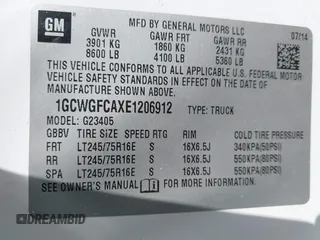 GM
MFD BY GENERAL MOTORS LLC
07/14
GVWR GAWR FRT GAWR RR
3901 KG 1860 KG 2431 KG
8600 LB 4100 LB 5360 LB
THIS VEHICLE CONFORMS TO ALL APPLICABLE U.S. FEDERAL MOTOR VEHICLE SAFETY STANDARDS IN EFFECT ON THE DATE OF MANUFACTURE SHOWN ABOVE.
1GCWGFCAXE1206912 TYPE: TRUCK
MODEL: G23405
GBBV TIRE SIZE SPEED RTG RIM COLD TIRE PRESSURE
FRT LT245/75R16E S 16X6.5J 340KPA(50PSI)
RR LT245/75R16E S 16X6.5J 550KPA(80PSI)
SPA LT245/75R16E S 16X6.5J 550KPA(80PSI)
SEE OWNER'S MANUAL FOR MORE INFORMATION.
DREAMBID